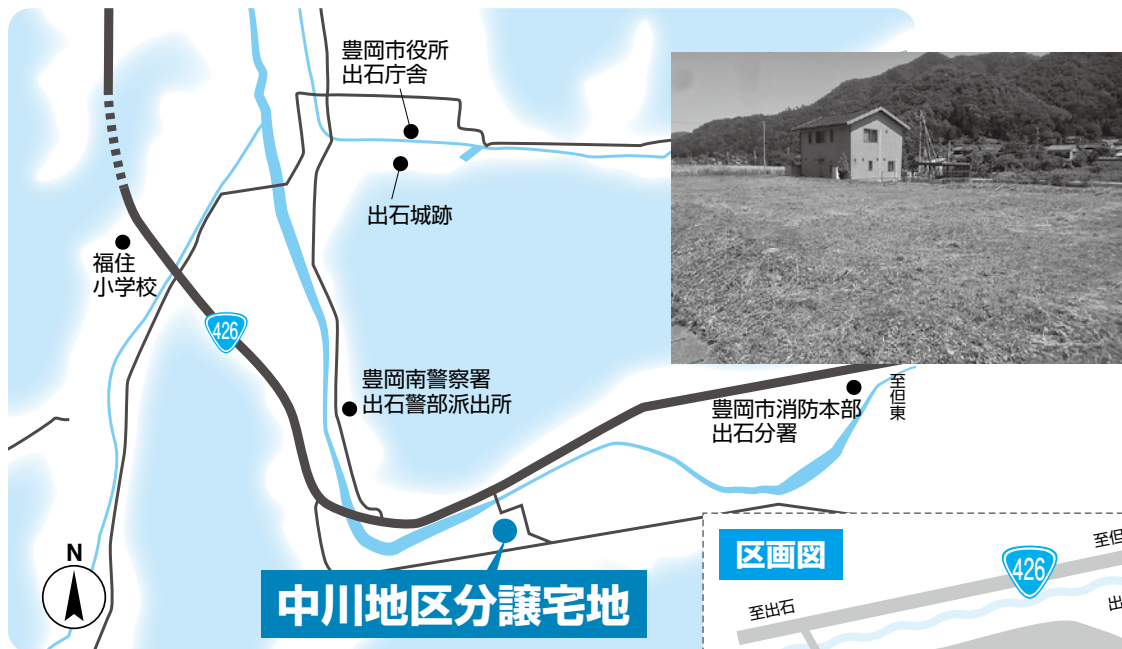 豊岡市役所
出石庁舎
出石城跡
福住
小学校
426
豊岡南警察署
出石警部派出所
豊岡市消防本部
出石分署
至但東
N
中川地区分譲宅地
区画図
426
至但
至出石
出